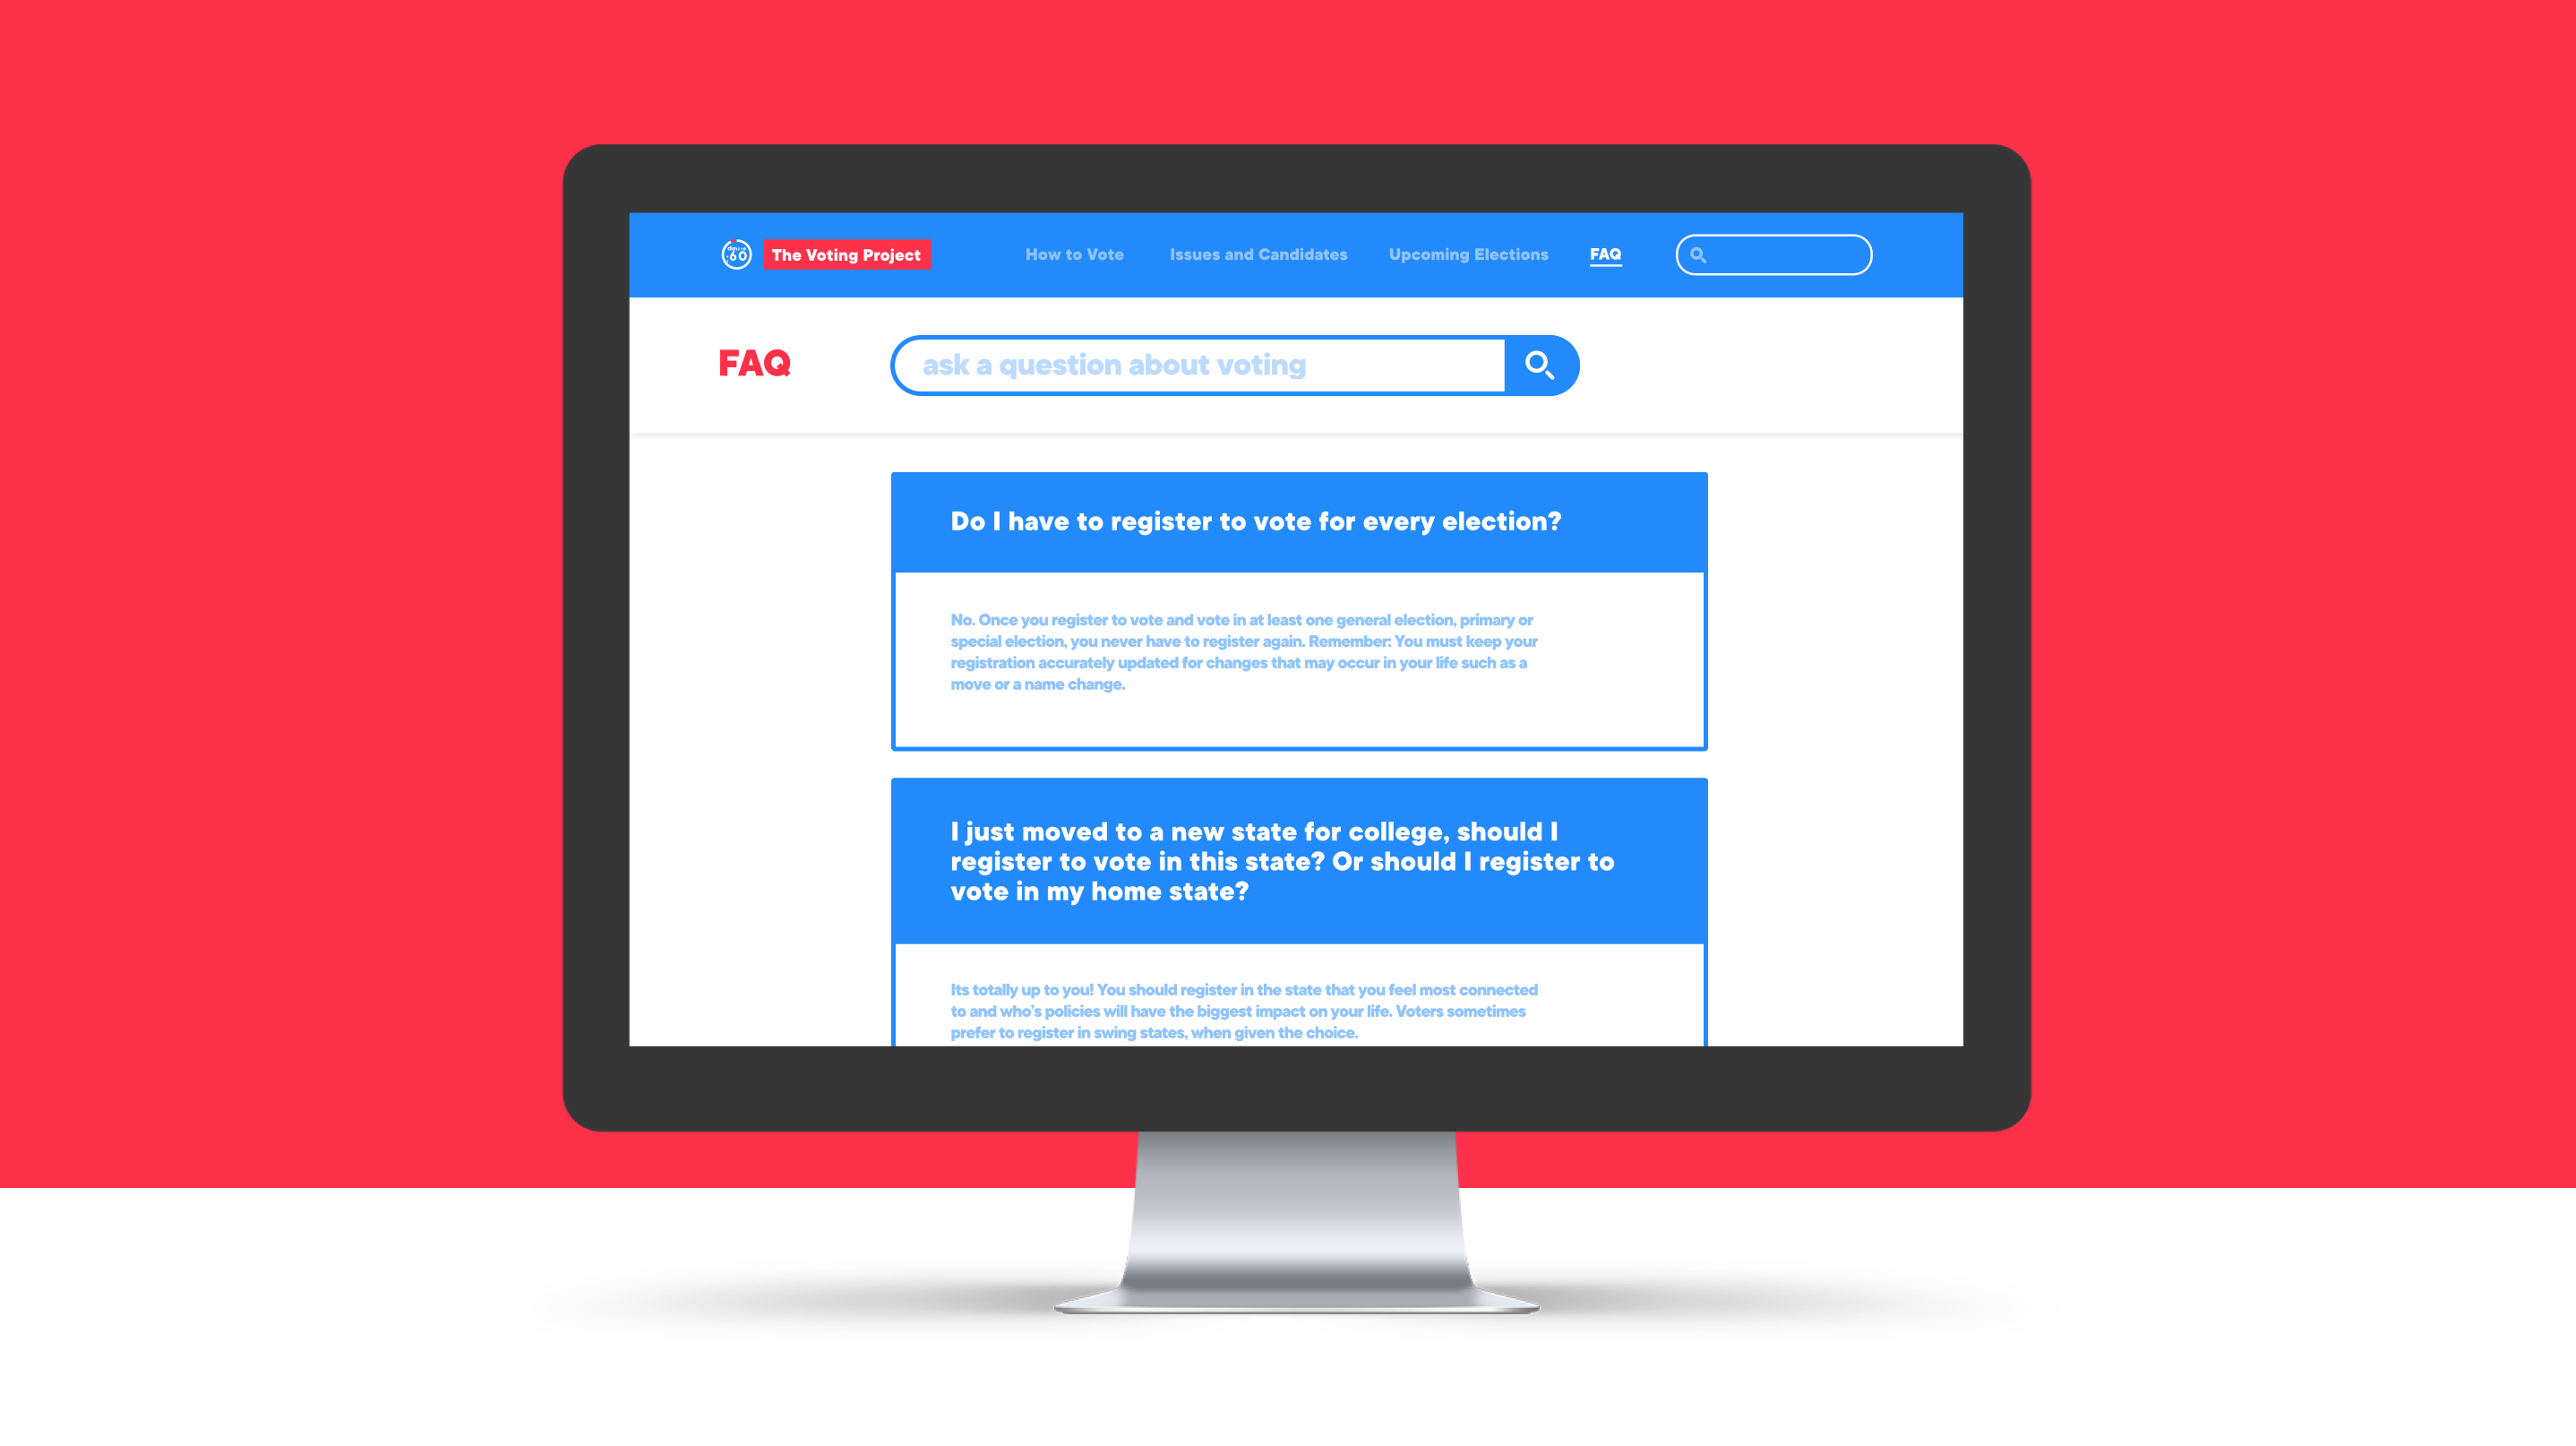 :60
The Voting Project
How to Vote
Issues and Candidates
Upcoming Elections
FAQ
FAQ
ask a question about voting
Do I have to register to vote for every election?
No. Once you register to vote and vote in at least one general election, primary or
special election, you never have to register again. Remember: You must keep your
registration accurately updated for changes that may occur in your life such as a
move or a name change.
I just moved to a new state for college, should I
register to vote in this state? Or should I register to
vote in my home state?
Its totally up to you! You should register in the state that you feel most connected
to and who's policies will have the biggest impact on your life. Voters sometimes
prefer to register in swing states, when given the choice.